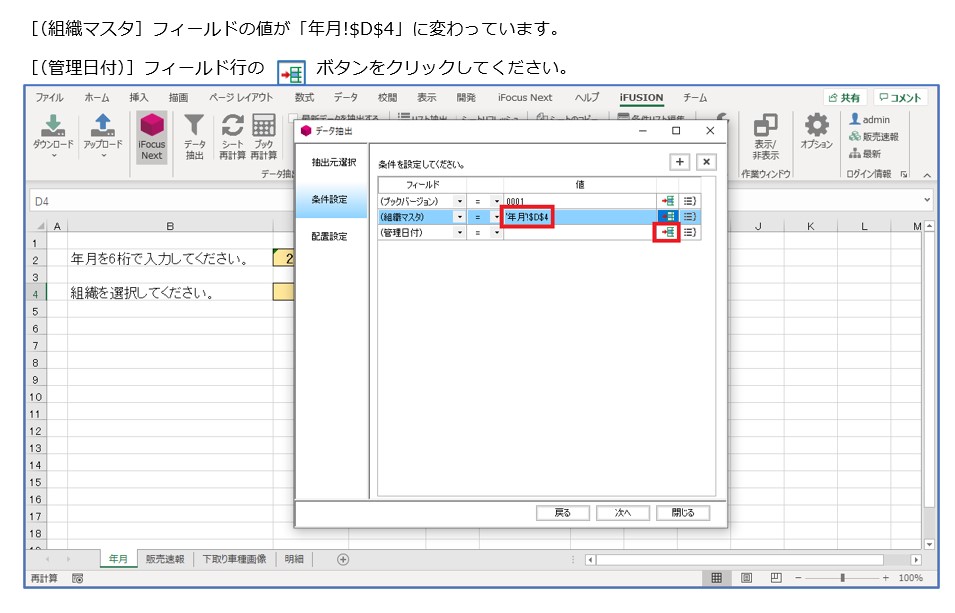 ［(組織マスタ］フィールドの値が「年月!$D$4」に変わっています。
［(管理日付)］フィールド行の ボタンをクリックしてください。
ファイル ホーム 挿入 描画 ページ レイアウト 数式 データ 校閲 表示 開発 iFocus Next ヘルプ iFUSION チーム 共有 コメント
ダウンロード アップロード iFocus Next データ抽出 シート再計算 ブック再計算
表示/非表示 オプション admin 販売速報 最新
作業ウィンドウ ログイン情報
データ抽出
抽出元選択
条件設定
配置設定
条件を設定してください。
フィールド 値
(ブックバージョン) = 0001
(組織マスタ) = '年月'!$D$4
(管理日付) =
戻る 次へ 閉じる
D4
A B J K L M
1
2 年月を6桁で入力してください。 2
3
4 組織を選択してください。
5
6
7
8
9
10
11
12
13
14
15
16
17
18
年月 販売速報 下取り車種画像 明細
再計算 100%